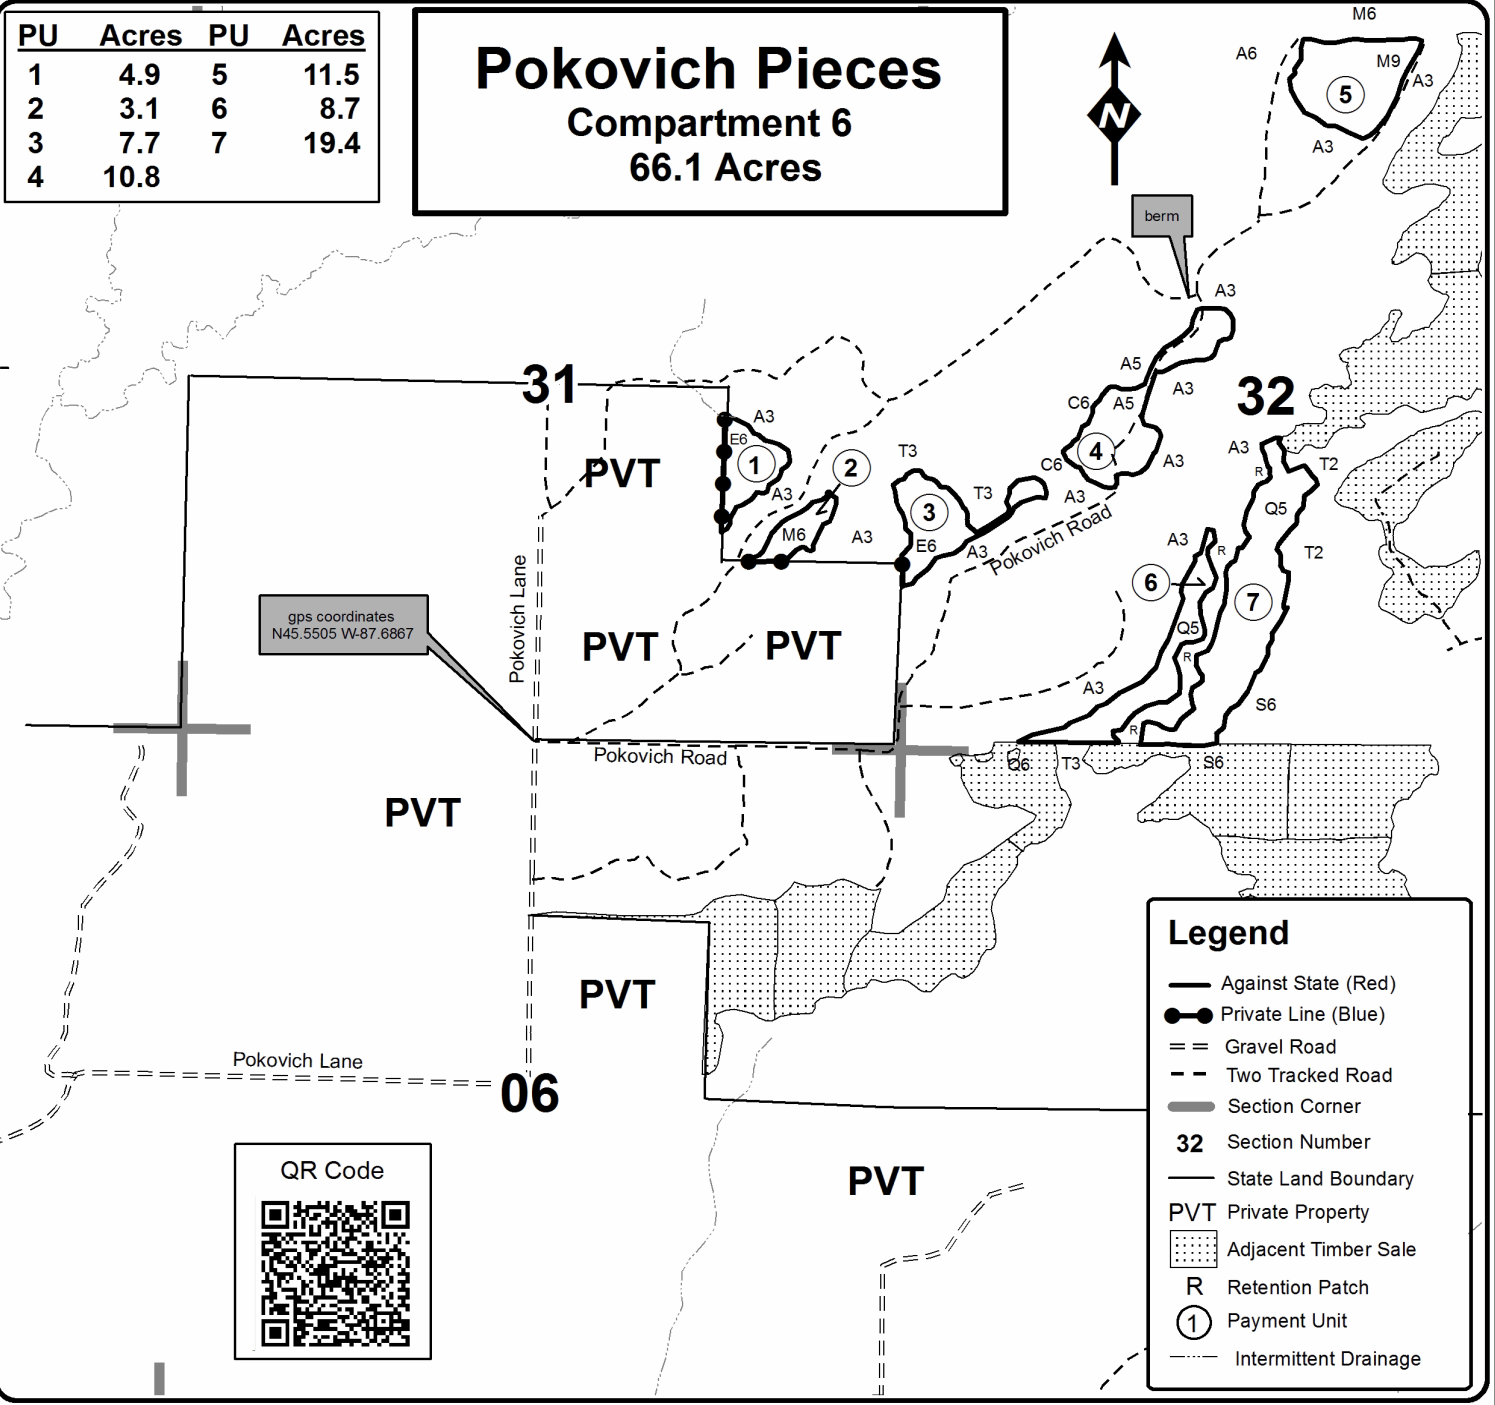 PU Acres PU Acres
1 4.9 5 11.5
2 3.1 6 8.7
3 7.7 7 19.4
4 10.8
Pokovich Pieces
Compartment 6
66.1 Acres
N
M6
A6
M9
A3
5
A3
berm
A3
A5
A3
C6
A5
32
4
C6
A3
A3
31
PVT
A3
E6
1
A3
2
M6
A3
T3
3
T3
E6
A3
Pokovich Road
A3
R
T2
Q5
T2
A3
R
6
7
Q5
R
A3
S6
R
Q6
T3
S6
Pokovich Lane
gps coordinates
N45.5505 W-87.6867
PVT
PVT
Pokovich Road
PVT
PVT
Pokovich Lane
06
PVT
QR Code
Legend
Against State (Red)
Private Line (Blue)
Gravel Road
Two Tracked Road
Section Corner
32 Section Number
State Land Boundary
PVT Private Property
Adjacent Timber Sale
R Retention Patch
1 Payment Unit
Intermittent Drainage